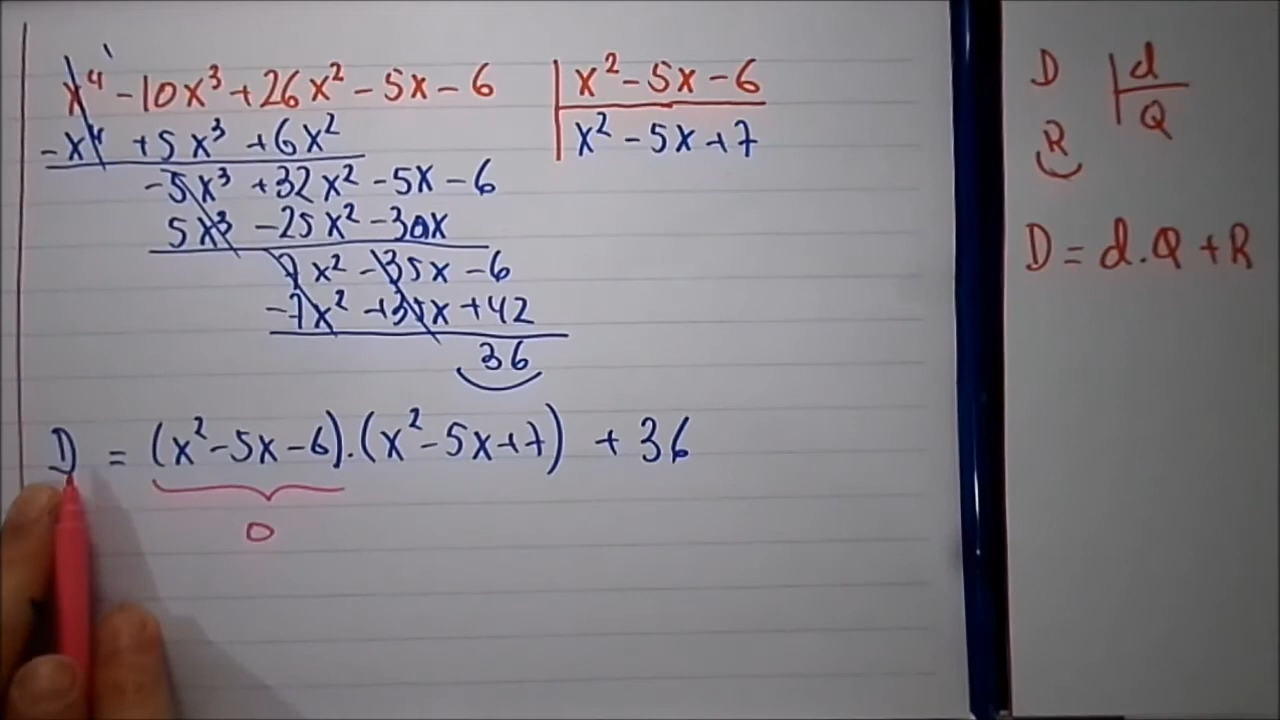 x⁴ - 10x³ + 26x² - 5x - 6 | x² - 5x - 6
-x⁴ + 5x³ + 6x² | x² - 5x + 7
-5x³ + 32x² - 5x - 6
5x³ - 25x² - 30x
7x² - 35x - 6
-7x² + 35x + 42
36
D = (x² - 5x - 6).(x² - 5x + 7) + 36
0
D | d
R | Q
D = d.Q + R